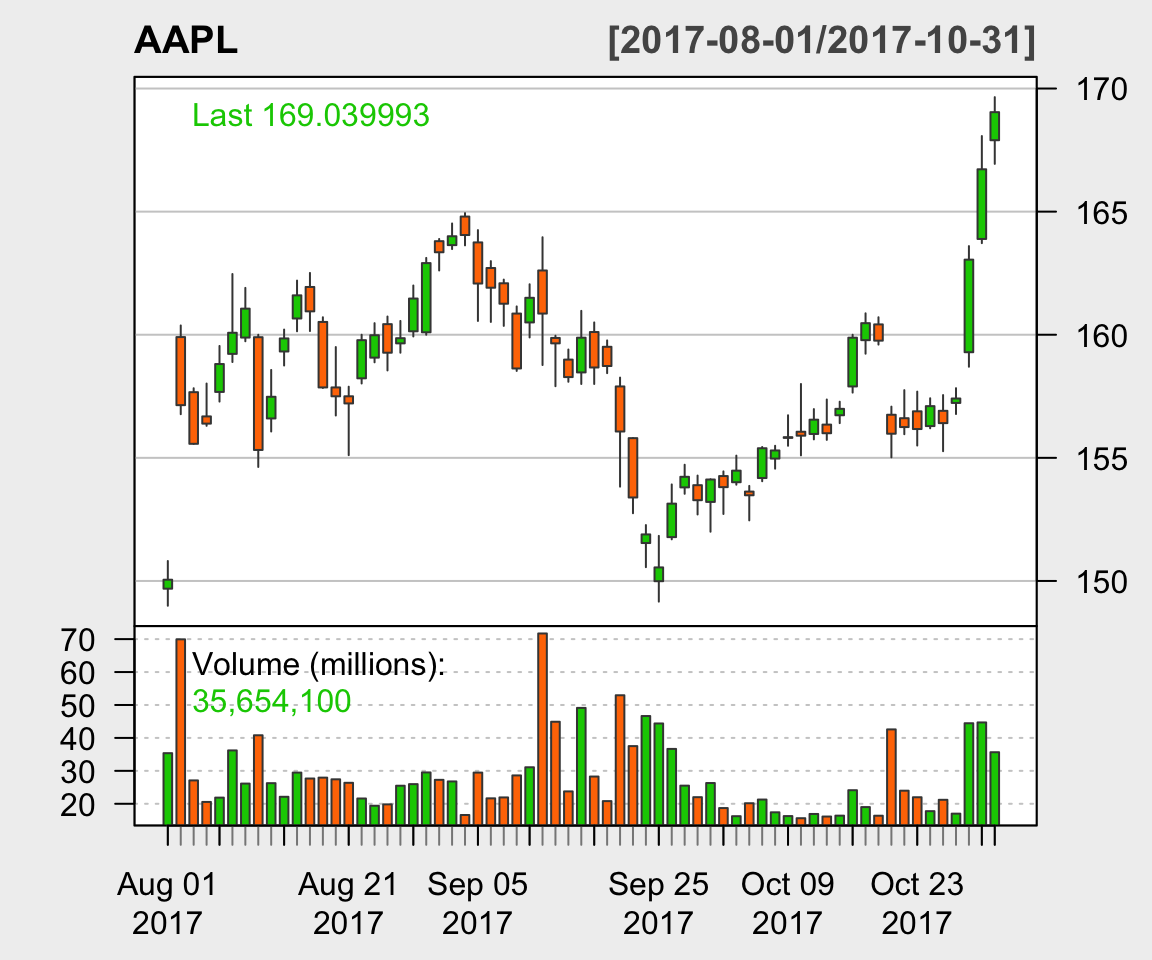 AAPL [2017-08-01/2017-10-31]
Last 169.039993
170
165
160
155
150
Volume (millions):
35,654,100
70
60
50
40
30
20
Aug 01 Aug 21 Sep 05 Sep 25 Oct 09 Oct 23
2017 2017 2017 2017 2017 2017